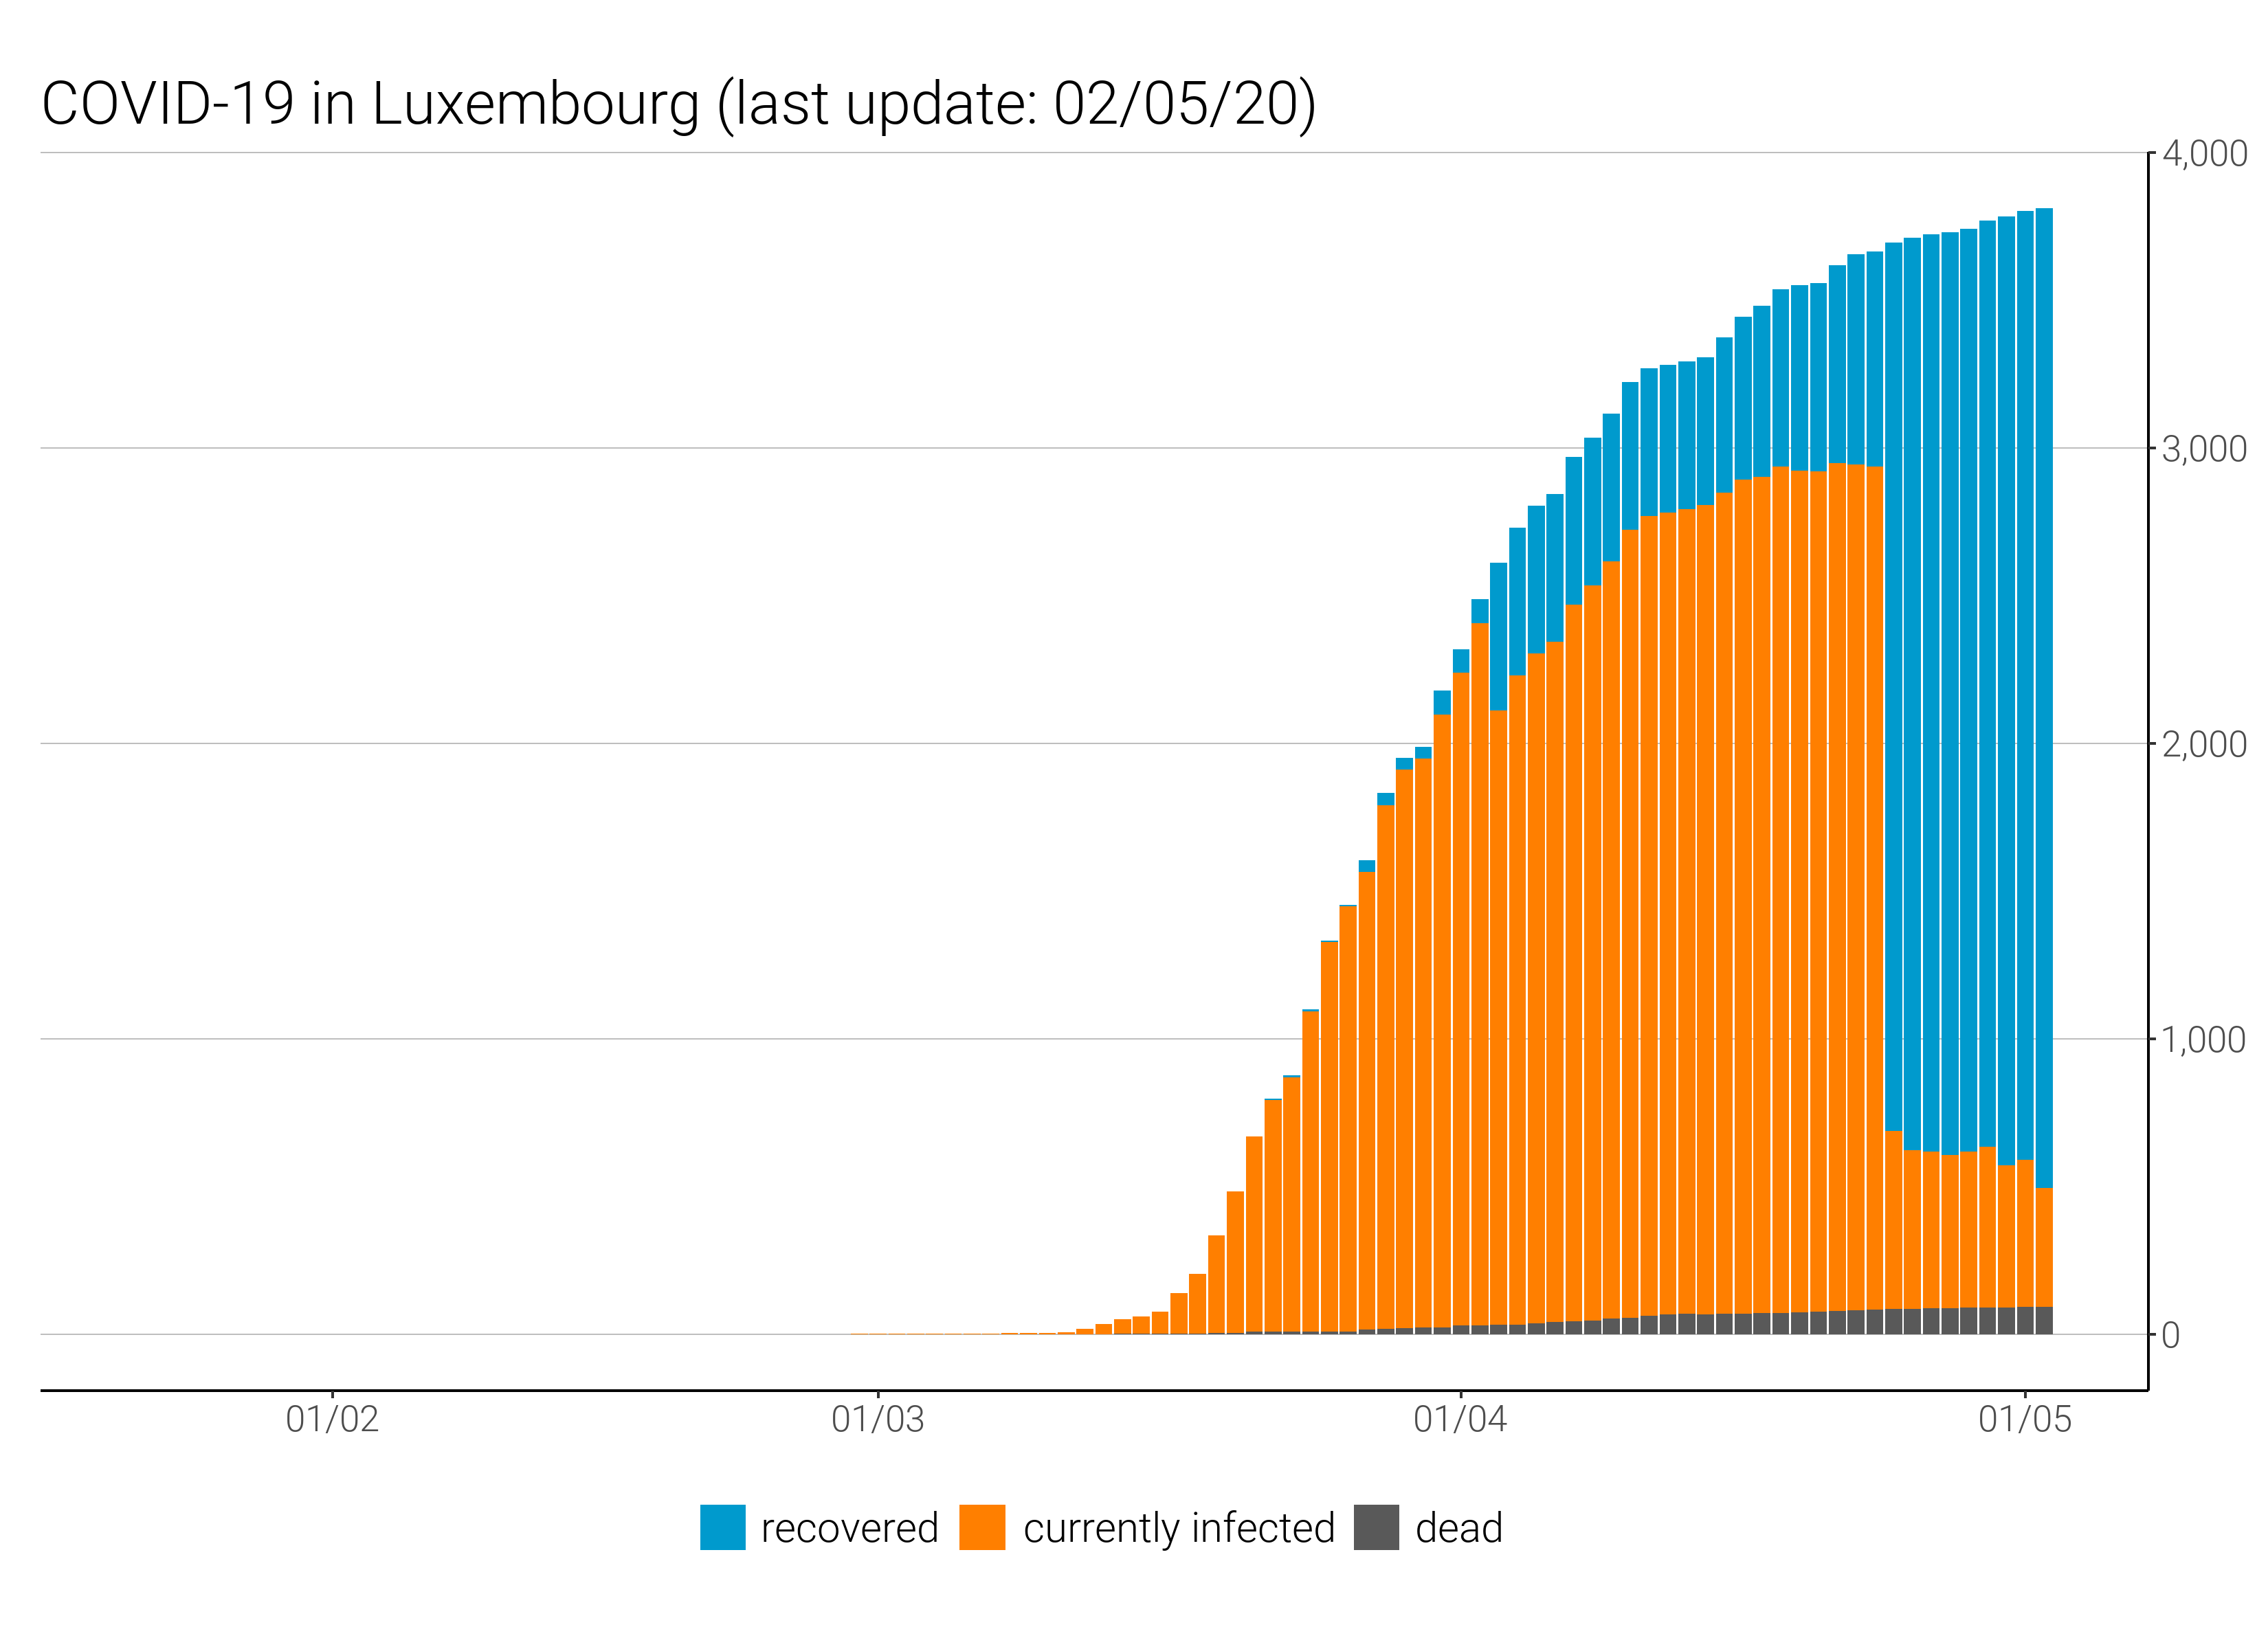 COVID-19 in Luxembourg (last update: 02/05/20)
4,000
3,000
2,000
1,000
0
01/02 01/03 01/04 01/05
recovered currently infected dead